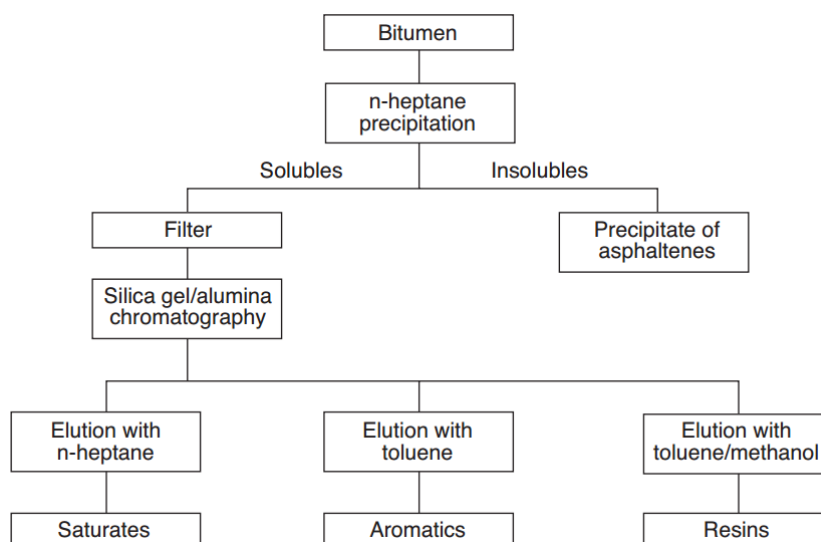 Bitumen
n-heptane
precipitation
Solubles
Insolubles
Filter
Precipitate of
asphaltenes
Silica gel/alumina
chromatography
Elution with
n-heptane
Elution with
toluene
Elution with
toluene/methanol
Saturates
Aromatics
Resins